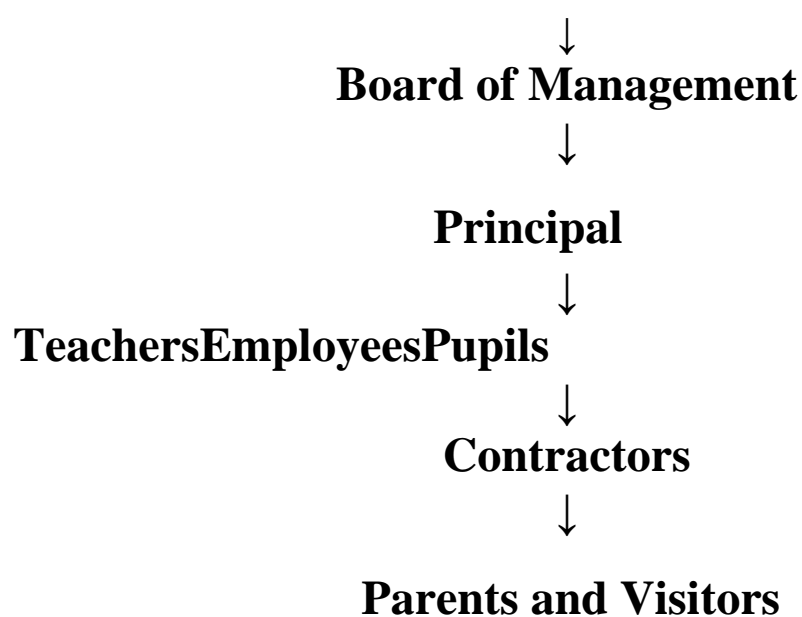 ↓
Board of Management
↓
Principal
↓
TeachersEmployeesPupils
↓
Contractors
↓
Parents and Visitors